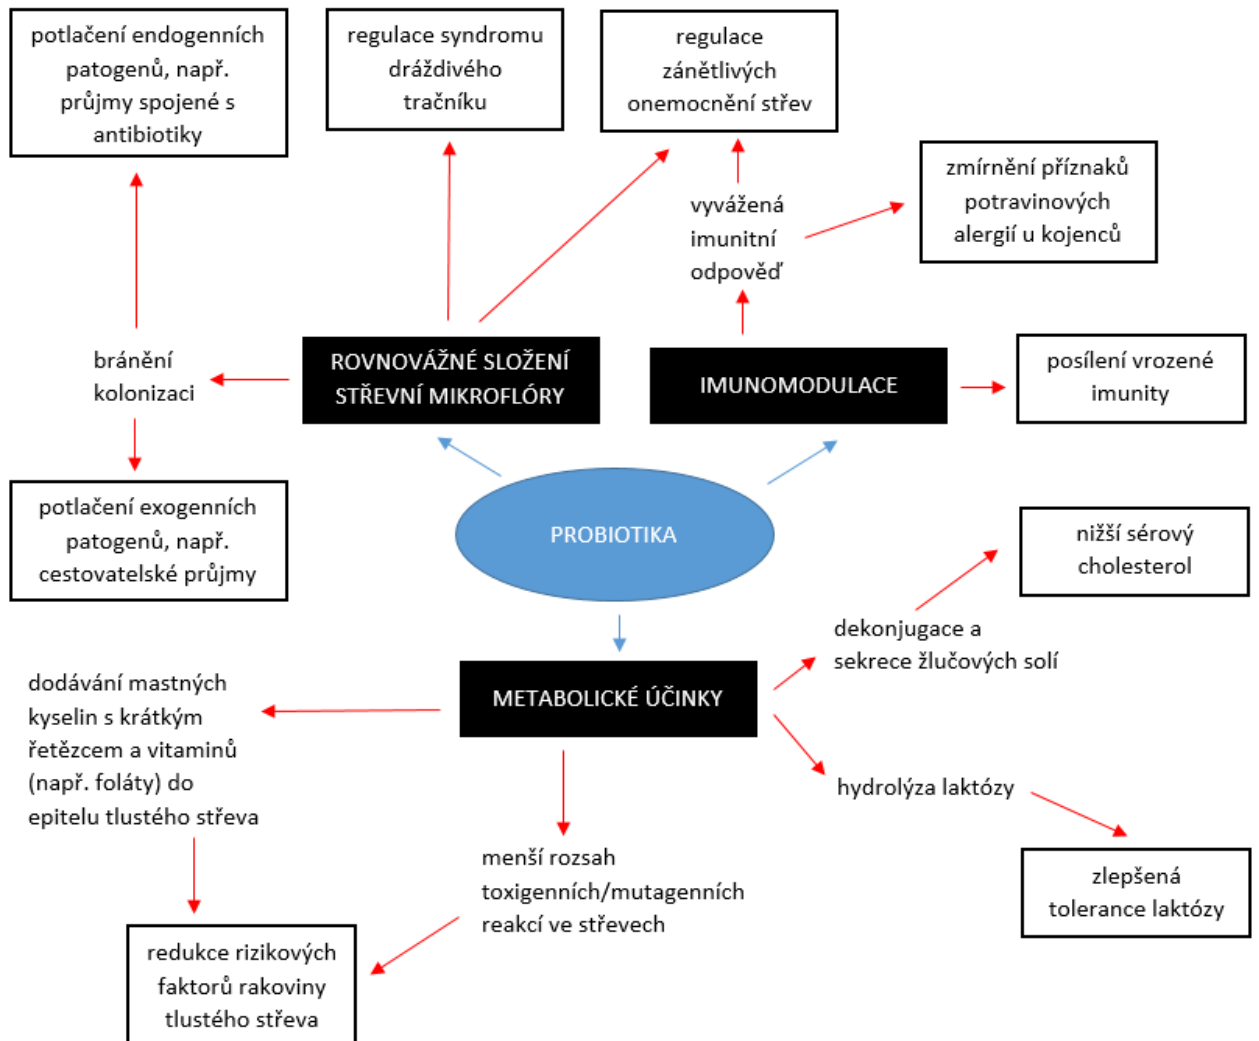 potlačení endogenních
patogenů, např.
průjmy spojené s
antibiotiky
regulace syndromu
dráždivého
tračníku
regulace
zánětlivých
onemocnění střev
zmírnění příznaků
potravinových
alergií u kojenců
vyvážená
imunitní
odpověď
bránění
kolonizaci
ROVNOVÁŽNÉ SLOŽENÍ
STŘEVNÍ MIKROFLÓRY
IMUNOMODULACE
posílení vrozené
imunity
potlačení exogenních
patogenů, např.
cestovatelské průjmy
PROBIOTIKA
nižší sérový
cholesterol
dekonjugace a
sekrece žlučových solí
METABOLICKÉ ÚČINKY
dodávání mastných
kyselin s krátkým
řetězcem a vitaminů
(např. foláty) do
epitelu tlustého střeva
hydrolýza laktózy
menší rozsah
toxigenních/mutagenních
reakcí ve střevech
zlepšená
tolerance laktózy
redukce rizikových
faktorů rakoviny
tlustého střeva